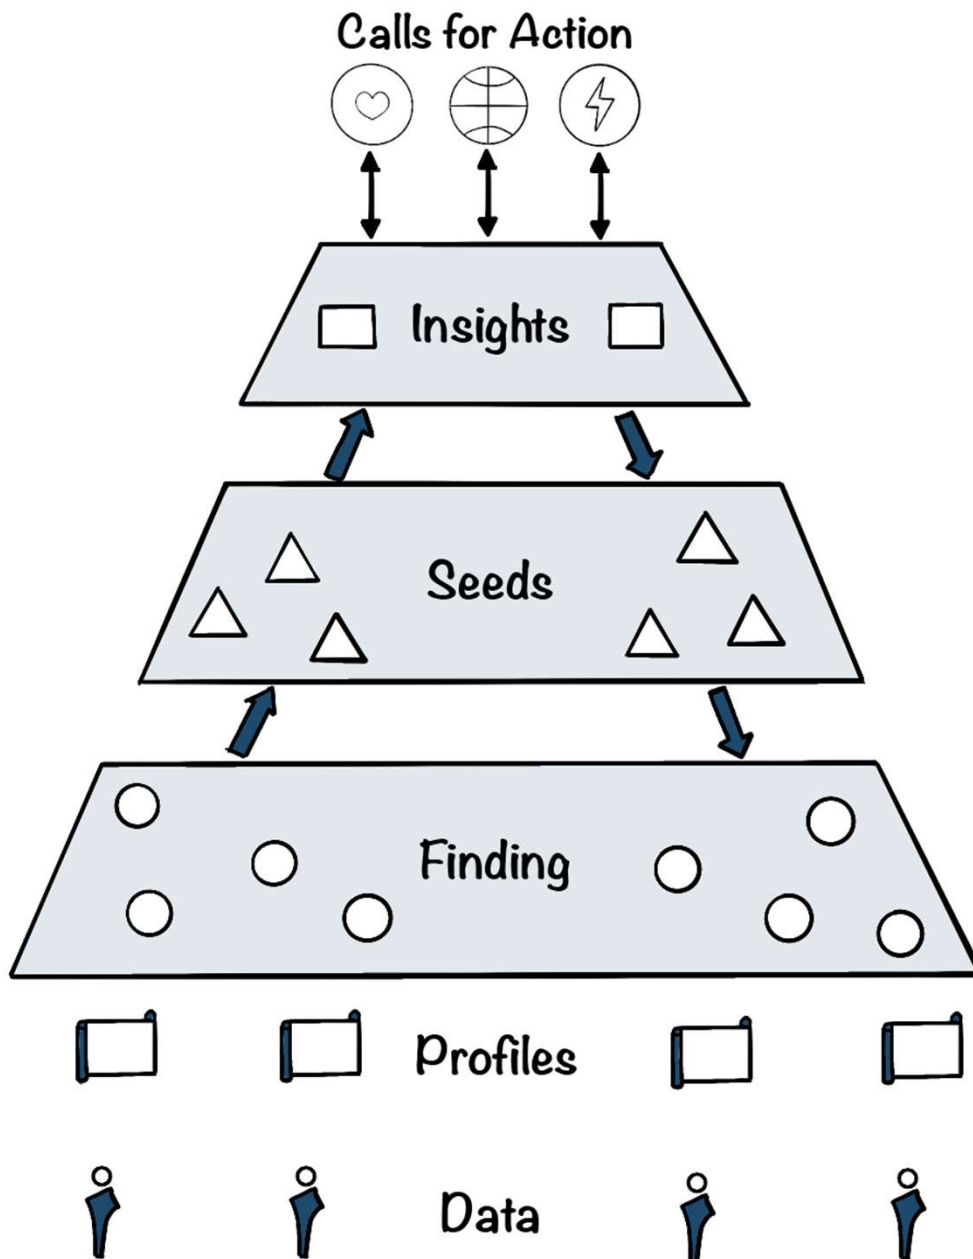 Calls for Action
Insights
Seeds
Finding
Profiles
Data